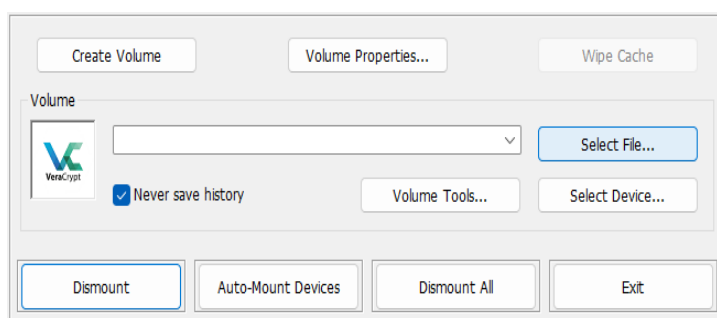 Create Volume Volume Properties... Wipe Cache
Volume
VeraCrypt
Select File...
Never save history Volume Tools... Select Device...
Dismount Auto-Mount Devices Dismount All Exit